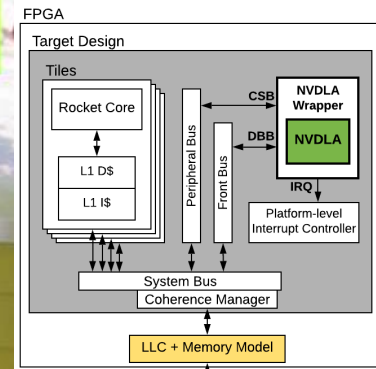 FPGA
Target Design
Tiles
Rocket Core
L1 D$
L1 I$
Peripheral Bus
Front Bus
CSB
DBB
NVDLA
Wrapper
NVDLA
IRQ
Platform-level
Interrupt Controller
System Bus
Coherence Manager
LLC + Memory Model